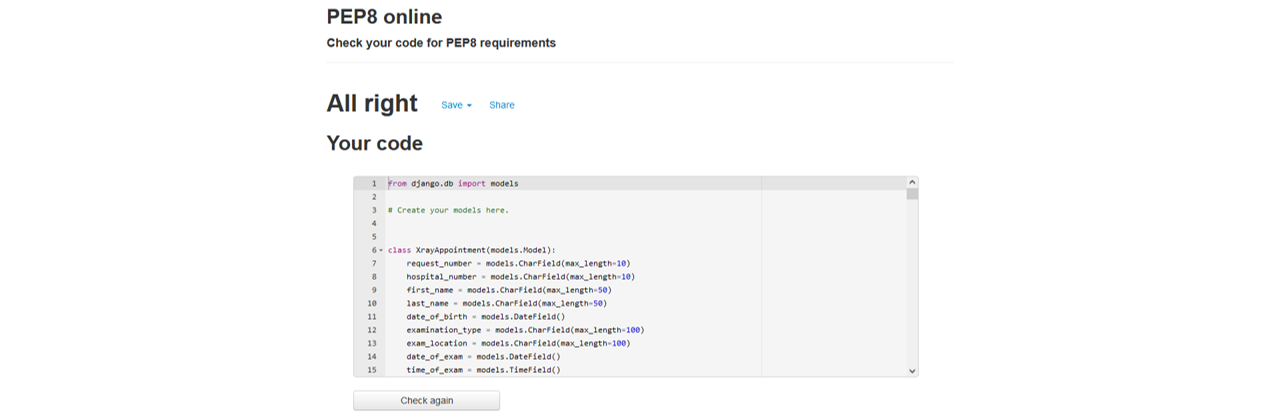 PEP8 online
Check your code for PEP8 requirements
All right Save Share
Your code
1 from django.db import models
2
3 # Create your models here.
4
5
6 class XrayAppointment(models.Model):
7 request_number = models.CharField(max_length=10)
8 hospital_number = models.CharField(max_length=10)
9 first_name = models.CharField(max_length=50)
10 last_name = models.CharField(max_length=50)
11 date_of_birth = models.DateField()
12 examination_type = models.CharField(max_length=100)
13 exam_location = models.CharField(max_length=100)
14 date_of_exam = models.DateField()
15 time_of_exam = models.TimeField()
Check again